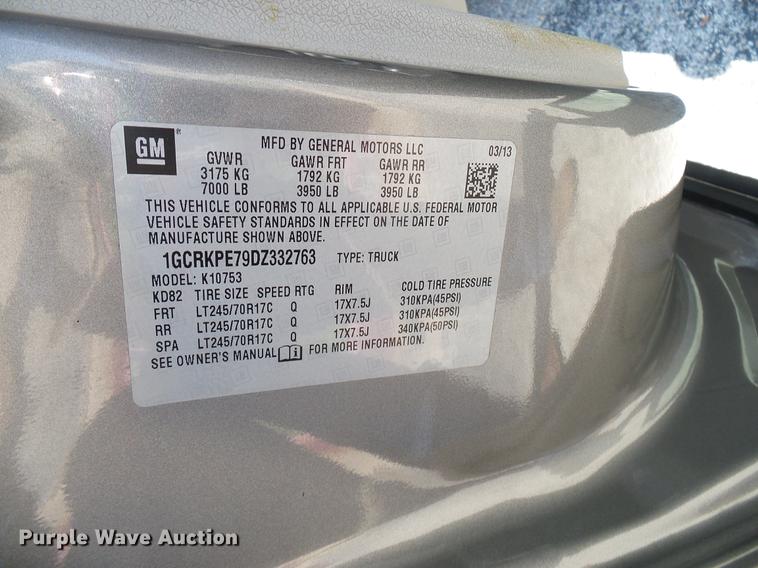 GM
MFD BY GENERAL MOTORS LLC 03/13
GVWR GAWR FRT GAWR RR
3175 KG 1792 KG 1792 KG
7000 LB 3950 LB 3950 LB
THIS VEHICLE CONFORMS TO ALL APPLICABLE U.S. FEDERAL MOTOR
VEHICLE SAFETY STANDARDS IN EFFECT ON THE DATE OF
MANUFACTURE SHOWN ABOVE.
1GCRKPE79DZ332763 TYPE: TRUCK
MODEL: K10753
KD82 TIRE SIZE SPEED RTG RIM COLD TIRE PRESSURE
FRT LT245/70R17C Q 17X7.5J 310KPA(45PSI)
RR LT245/70R17C Q 17X7.5J 310KPA(45PSI)
SPA LT245/70R17C Q 17X7.5J 340KPA(50PSI)
SEE OWNER'S MANUAL FOR MORE INFORMATION.
Purple Wave Auction